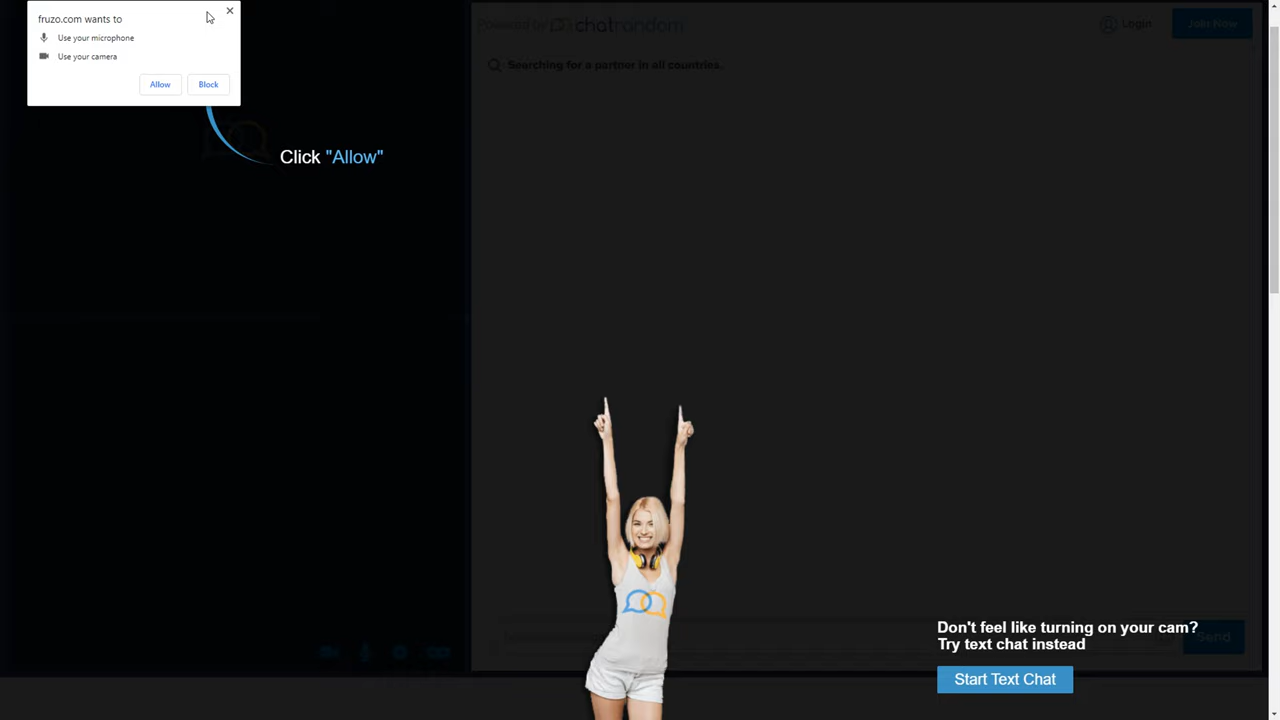 fruzo.com wants to
Use your microphone
Use your camera
Allow
Block
Click "Allow"
Powered by chatrandom
Login
Join Now
Searching for a partner in all countries.
Don't feel like turning on your cam?
Try text chat instead
Send
Start Text Chat